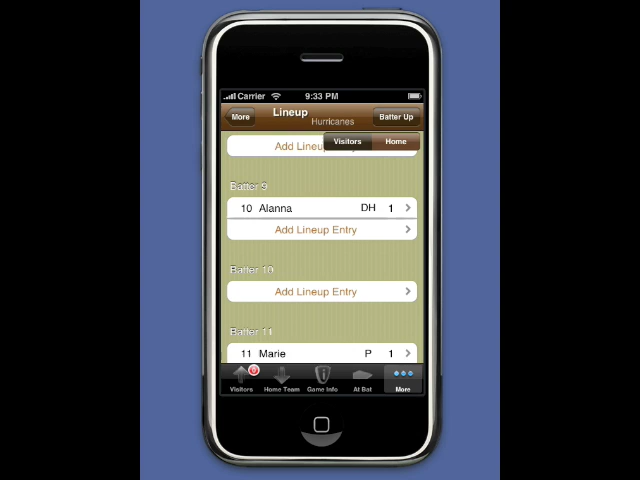 Carrier 9:33 PM
More Lineup Batter Up
Hurricanes
Add Lineup Visitors Home
Batter 9
10 Alanna DH 1
Add Lineup Entry
Batter 10
Add Lineup Entry
Batter 11
11 Marie P 1
Visitors Home Team Game Info At Bat More